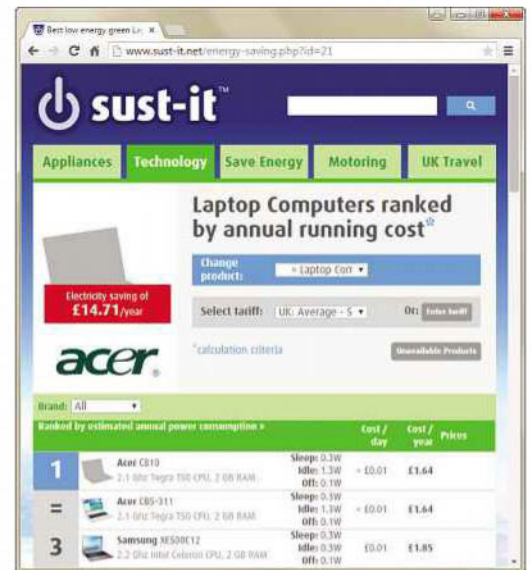 Best low energy green L
www.sust-it.net/energy-saving.php?id=21
sust-it™
Appliances Technology Save Energy Motoring UK Travel
Laptop Computers ranked
by annual running cost
Change
product:
» Laptop Com
Electricity saving of
£14.71/year
Select tariff: UK: Average - S Or: Enter tariff
acer
*calculation criteria
Unavailable Products
Brand: All
Ranked by estimated annual power consumption »
Cost /
day
Cost /
year
Prices
1
Acer CB10
2.1 Ghz Tegra T50 CPU, 2 GB RAM
Sleep: 0.3W
Idle: 1.3W
Off: 0.1W
< £0.01 £1.64
=
Acer CB5-311
2.1 Ghz Tegra T50 CPU, 2 GB RAM
Sleep: 0.3W
Idle: 1.3W
Off: 0.1W
< £0.01 £1.64
3
Samsung XE500C12
2.2 Ghz Intel Celeron CPU, 2 GB RAM
Sleep: 0.3W
Idle: 3.3W
Off: 0.1W
£0.01 £1.85